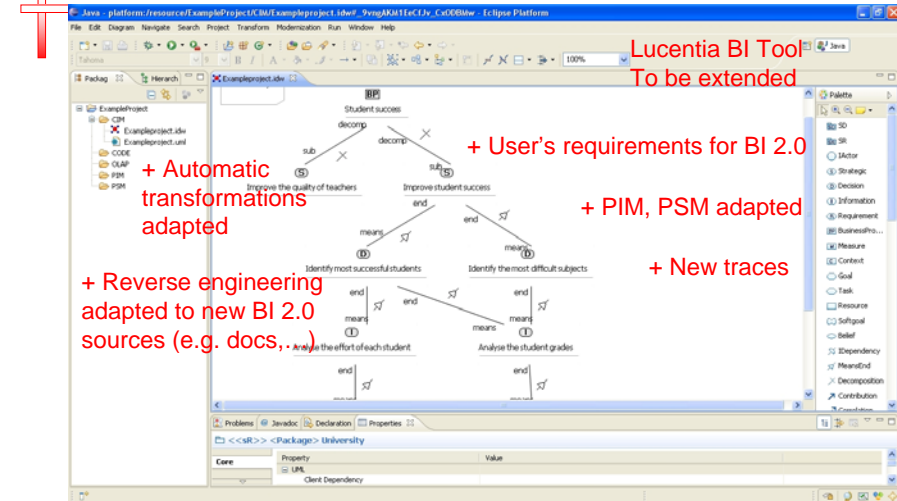 Java - platform:/resource/ExampleProject/CIM/Exampleproject.idw#_9vngAKM1EeCfJv_CxODBMw - Eclipse Platform
File Edit Diagram Navigate Search Project Transform Modernization Run Window Help
Java
Tahoma 9 B I A 100%
Lucentia BI Tool
To be extended
Packag Hierarch
Exampleproject.idw
Palette
ExampleProject
CIM
Exampleproject.idw
Exampleproject.uml
CODE
OLAP
PIM
PSM
+ Automatic
transformations
adapted
+ Reverse engineering
adapted to new BI 2.0
sources (e.g. docs,…)
BP
Student success
decomp
decomp
sub
sub
S
S
Improve the quality of teachers
Improve student success
end
end
means
means
D
D
Identify most successful students
Identify the most difficult subjects
end
end
end
means
means
means
I
I
Analyse the effort of each student
Analyse the student grades
end
end
+ User's requirements for BI 2.0
+ PIM, PSM adapted
+ New traces
SD
SR
IActor
Strategic
Decision
Information
Requirement
BusinessPro...
Measure
Context
Goal
Task
Resource
Softgoal
Belief
IDependency
MeansEnd
Decomposition
Contribution
Correlation
Problems Javadoc Declaration Properties
<<sR>> <Package> University
Core
Property Value
UML
Client Dependency